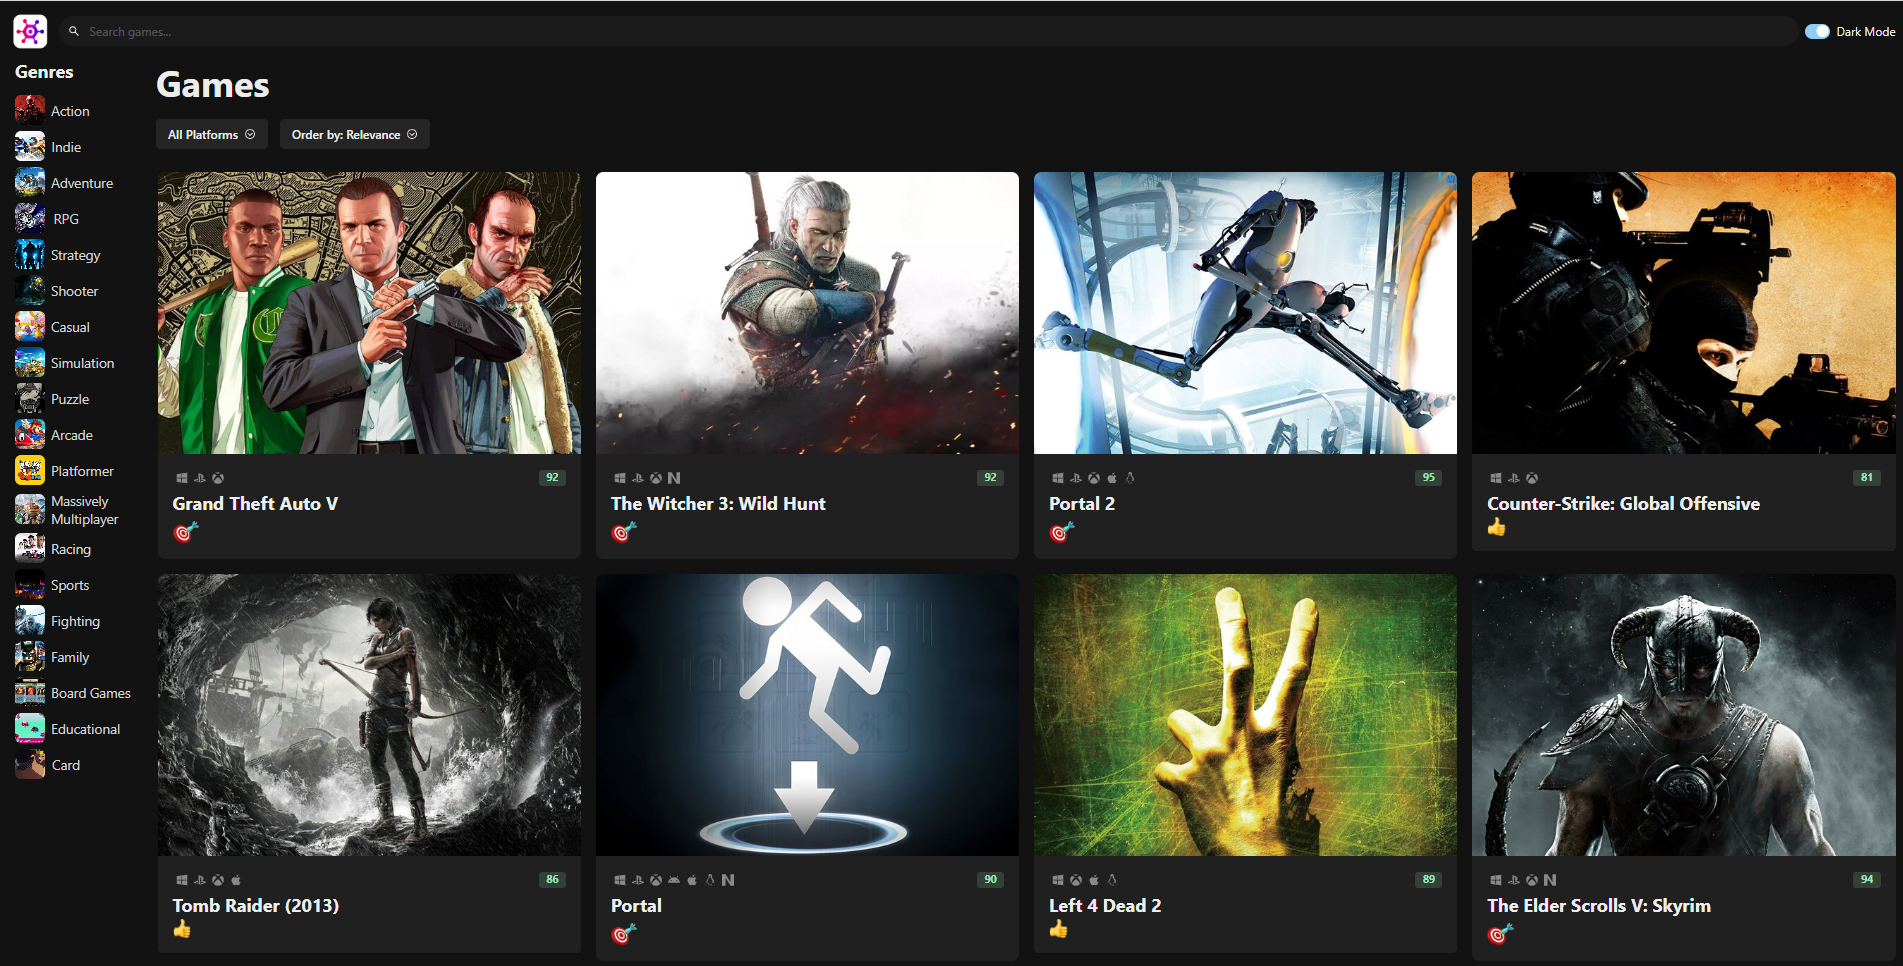 Search games...
Dark Mode
Genres
Action
Indie
Adventure
RPG
Strategy
Shooter
Casual
Simulation
Puzzle
Arcade
Platformer
Massively
Multiplayer
Racing
Sports
Fighting
Family
Board Games
Educational
Card
Games
All Platforms
Order by: Relevance
92
Grand Theft Auto V
92
The Witcher 3: Wild Hunt
95
Portal 2
81
Counter-Strike: Global Offensive
86
Tomb Raider (2013)
90
Portal
89
Left 4 Dead 2
94
The Elder Scrolls V: Skyrim